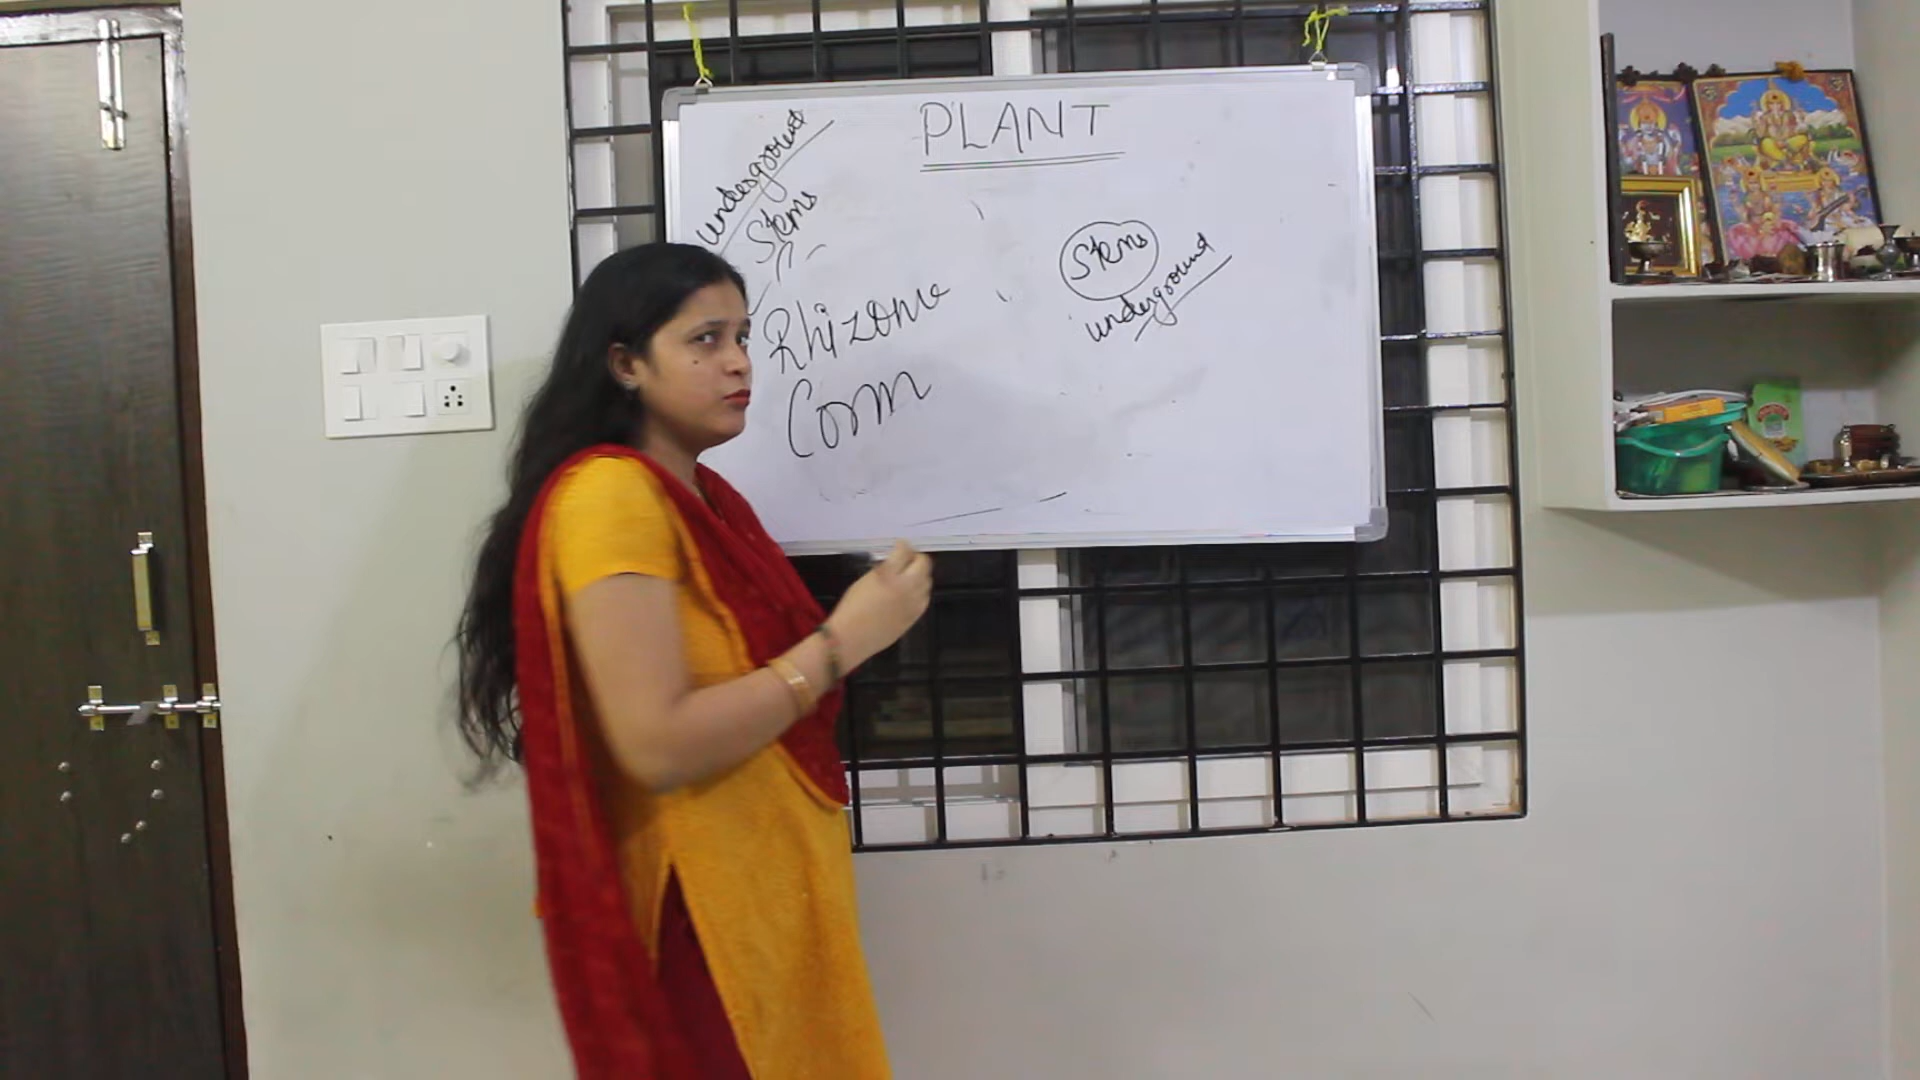 PLANT
underground
Stems
Rhizome
Corm
Stems
underground